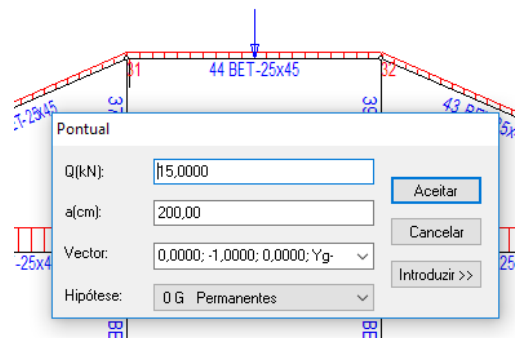 31 44 BET-25x45 32
T-25x45 37 39 43 BET-25x
Pontual
Q(kN): 15,0000
Aceitar
a(cm): 200,00
Cancelar
-25x4 Vector: 0,0000; -1,0000; 0,0000; Yg- 25
Introduzir >>
Hipótese: 0 G Permanentes
BE BE